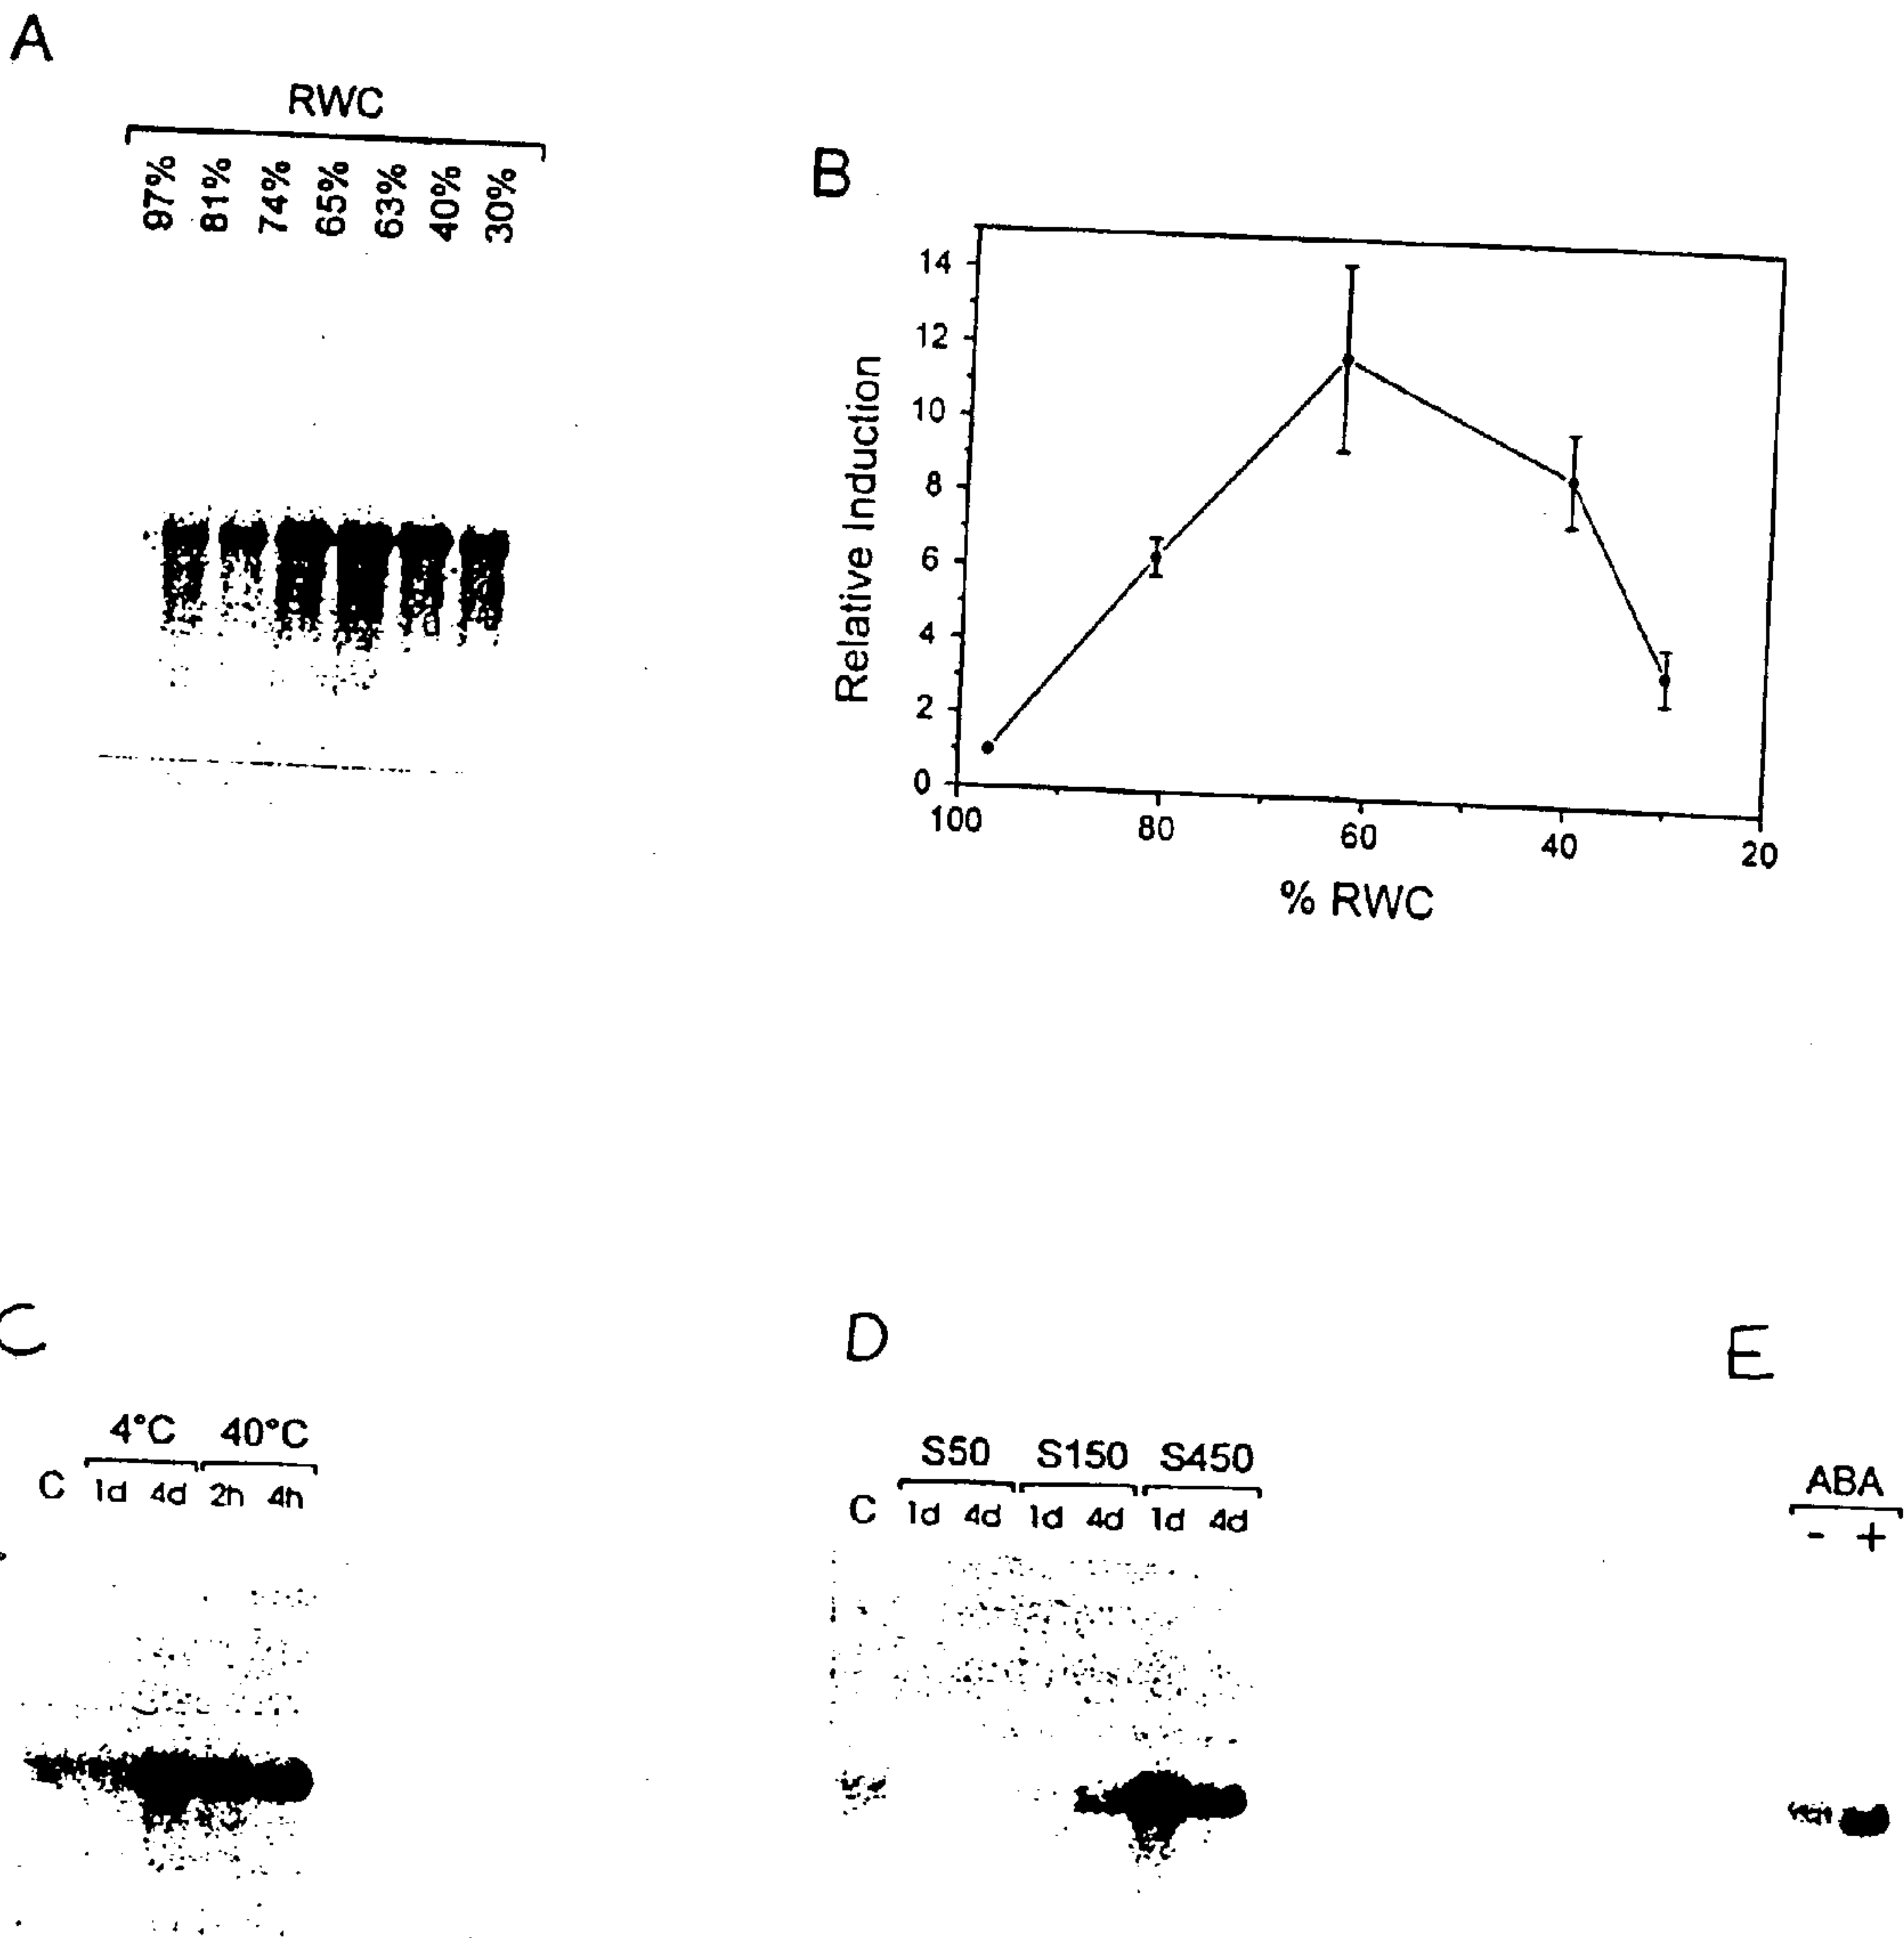 A
RWC
97%
81%
74%
65%
63%
40%
30%
B
14
12
10
8
6
4
2
0
Relative Induction
100
80
60
40
20
% RWC
C
4°C 40°C
C 1d 4d 2h 4h
D
S50 S150 S450
C 1d 4d 1d 4d 1d 4d
E
ABA
- +